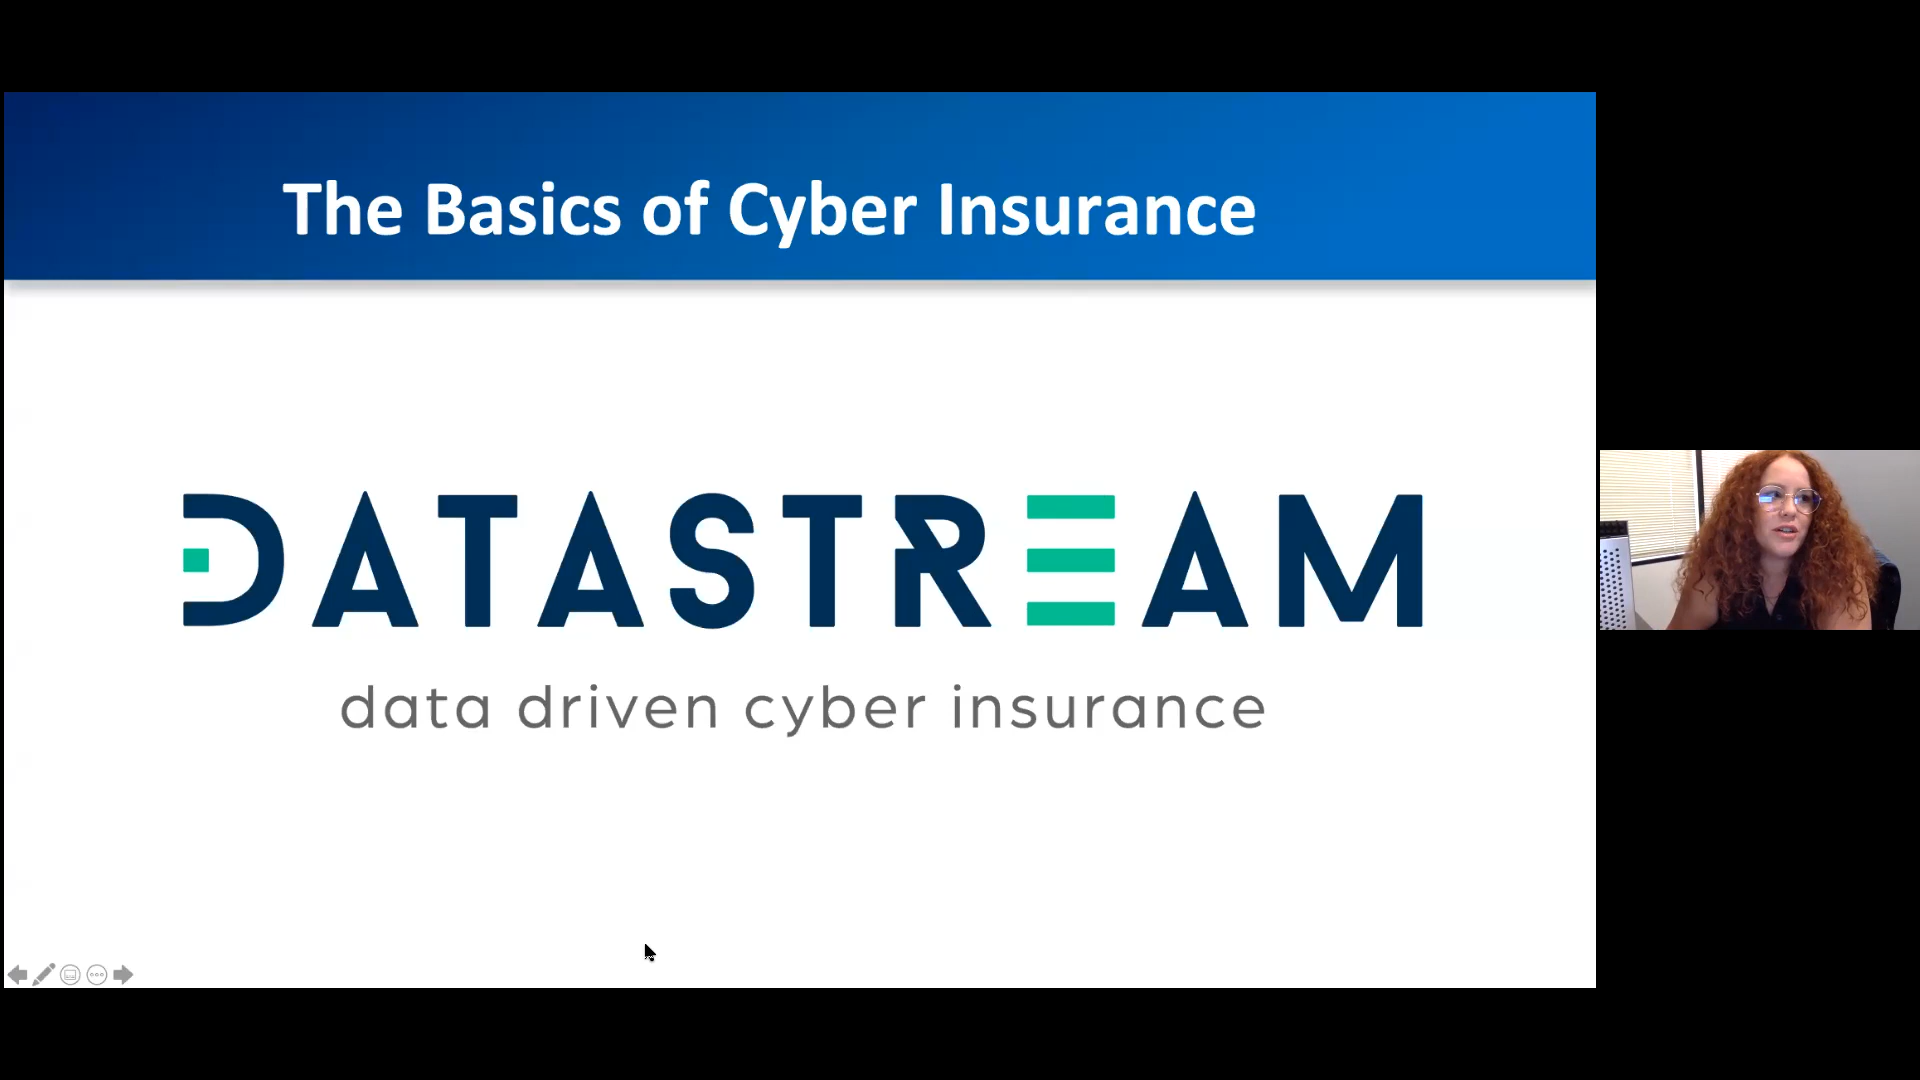 The Basics of Cyber Insurance
DATASTREAM
data driven cyber insurance